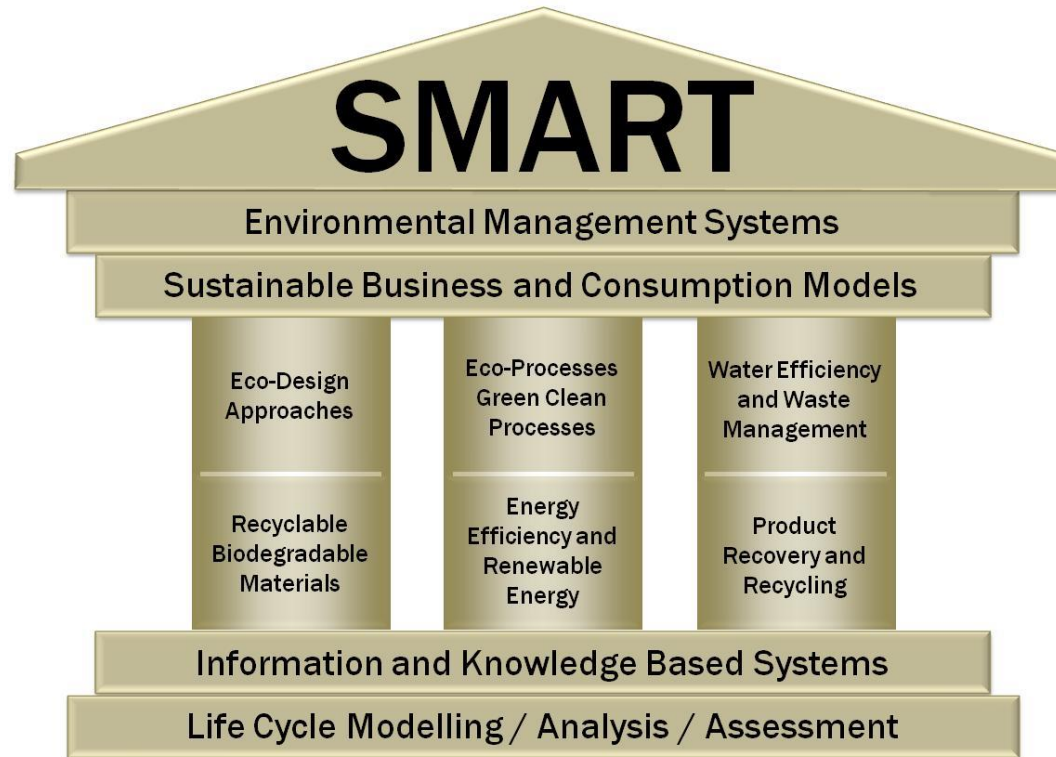 SMART
Environmental Management Systems
Sustainable Business and Consumption Models
Eco-Design
Approaches
Recyclable
Biodegradable
Materials
Eco-Processes
Green Clean
Processes
Energy
Efficiency and
Renewable
Energy
Water Efficiency
and Waste
Management
Product
Recovery and
Recycling
Information and Knowledge Based Systems
Life Cycle Modelling / Analysis / Assessment